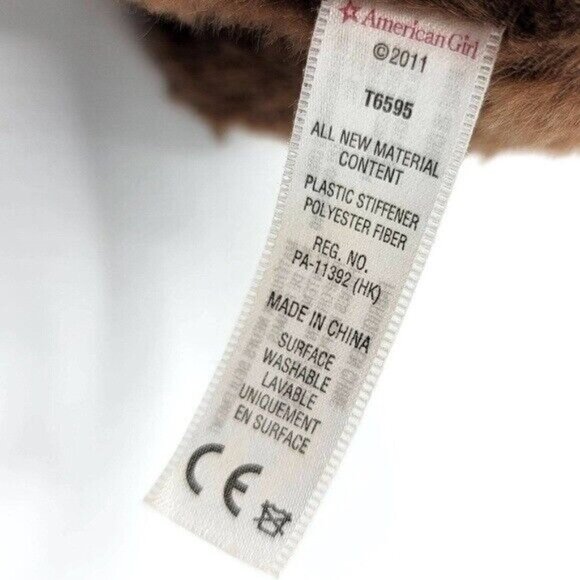 American Girl
©2011
T6595
ALL NEW MATERIAL
CONTENT
PLASTIC STIFFENER
POLYESTER FIBER
REG. NO.
PA-11392 (HK)
MADE IN CHINA
SURFACE
WASHABLE
LAVABLE
UNIQUEMENT
EN SURFACE
CE